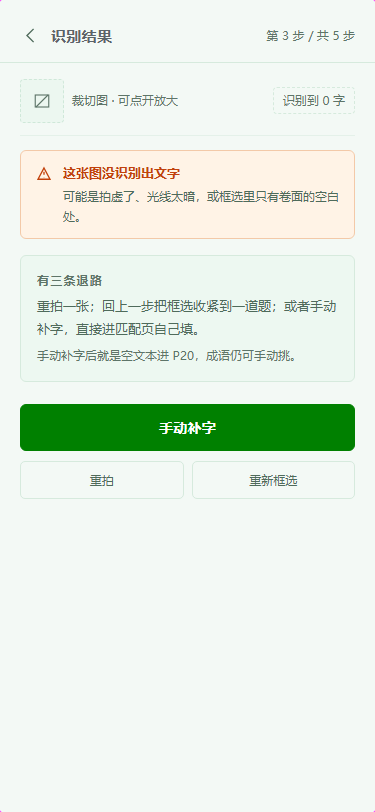 识别结果
第 3 步 / 共 5 步
裁切图 · 可点开放大
识别到 0 字
这张图没识别出文字
可能是拍虚了、光线太暗，或框选里只有卷面的空白
处。
有三条退路
重拍一张；回上一步把框选收紧到一道题；或者手动
补字，直接进匹配页自己填。
手动补字后就是空文本进 P20，成语仍可手动挑。
手动补字
重拍
重新框选